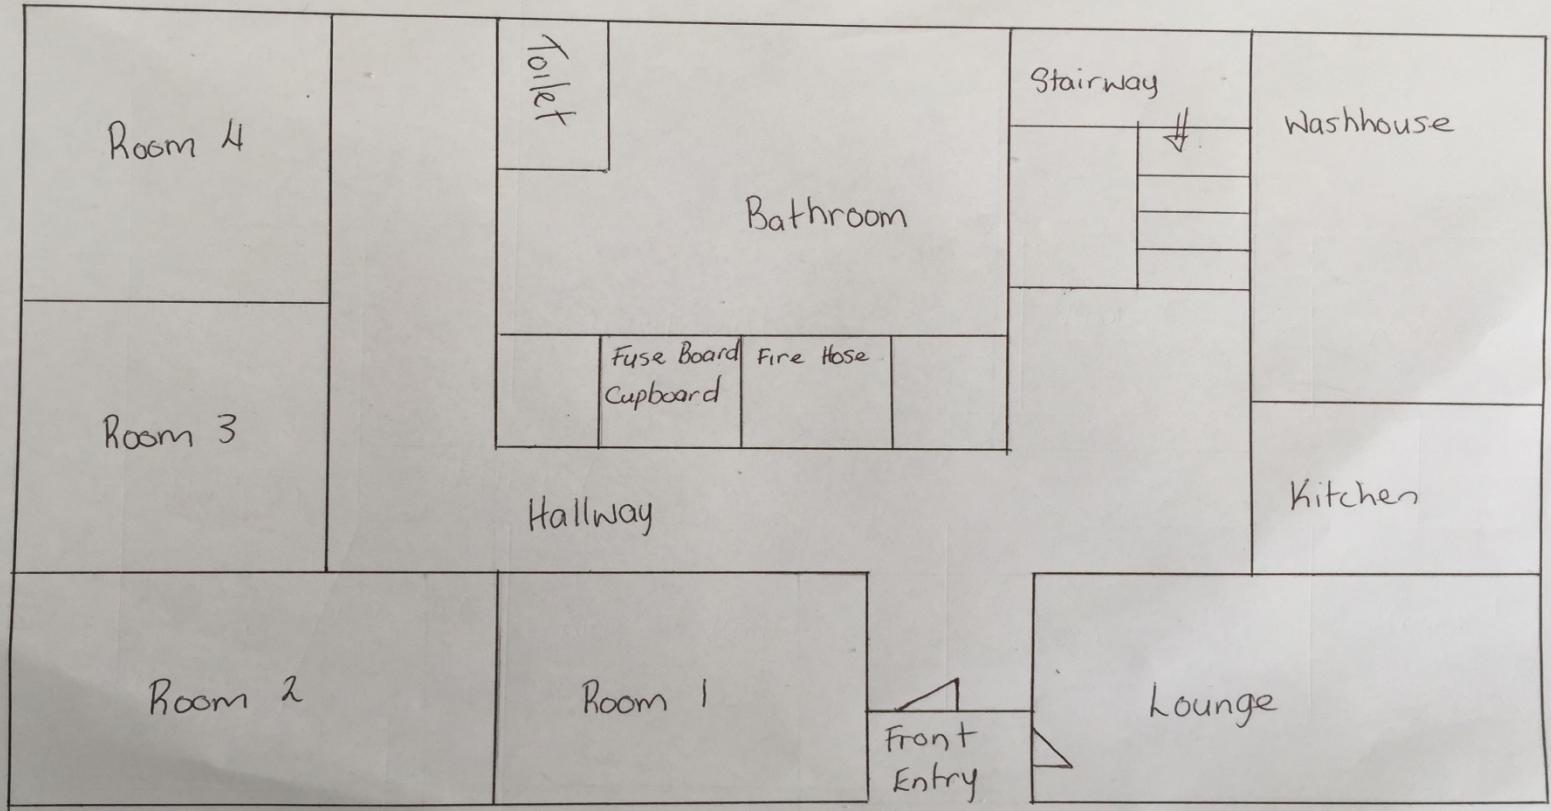 Toilet
Stairway
Washhouse
Room 4
Bathroom
Fuse Board
Cupboard
Fire Hose
Room 3
Kitchen
Hallway
Room 2
Room 1
Lounge
Front
Entry